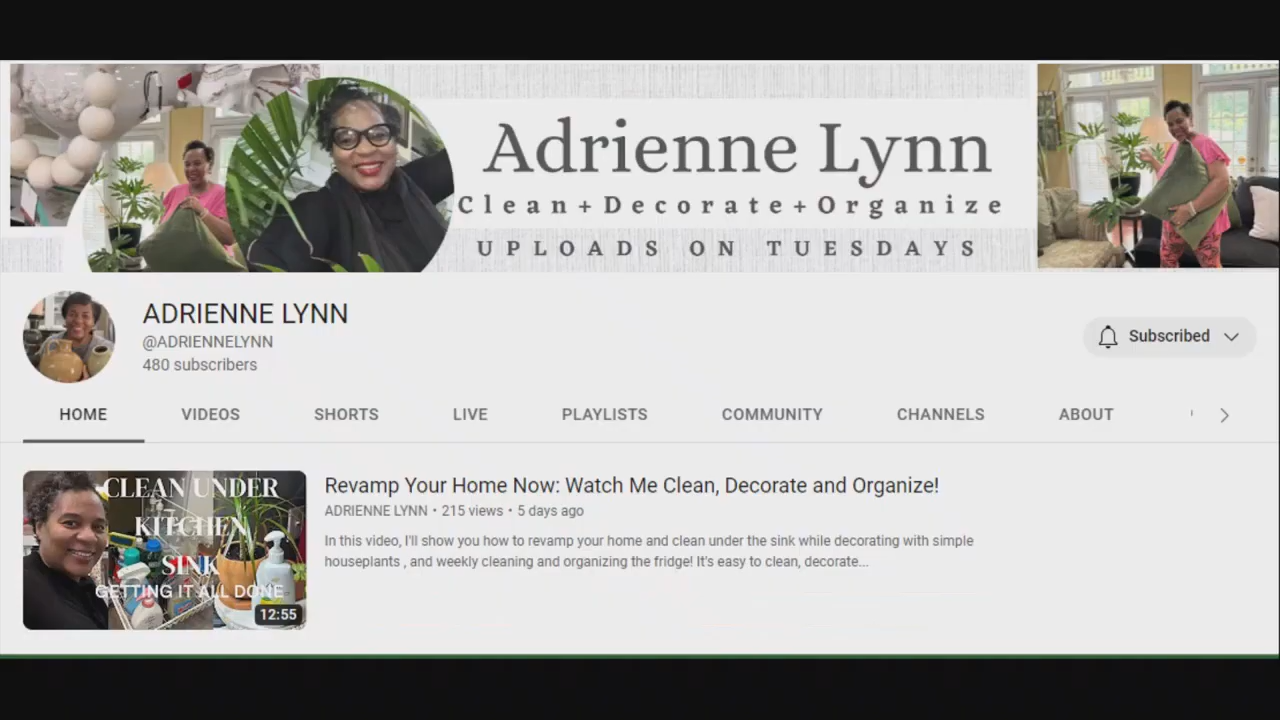 Adrienne Lynn
Clean+Decorate+Organize
UPLOADS ON TUESDAYS
ADRIENNE LYNN
@ADRIENNELYNN
480 subscribers
Subscribed
HOME VIDEOS SHORTS LIVE PLAYLISTS COMMUNITY CHANNELS ABOUT
CLEAN UNDER
KITCHEN
SINK
GETTING IT ALL DONE
12:55
Revamp Your Home Now: Watch Me Clean, Decorate and Organize!
ADRIENNE LYNN • 215 views • 5 days ago
In this video, I'll show you how to revamp your home and clean under the sink while decorating with simple
houseplants , and weekly cleaning and organizing the fridge! It's easy to clean, decorate...